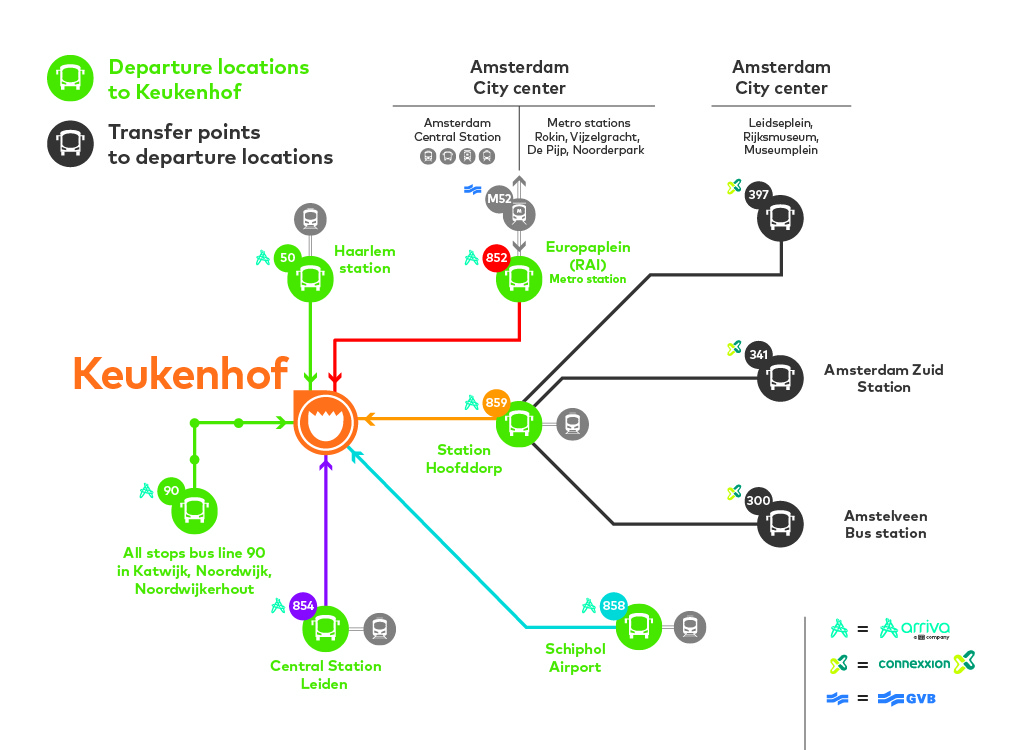 Departure locations
to Keukenhof
Transfer points
to departure locations
Amsterdam
City center
Amsterdam
Central Station
Metro stations
Rokin, Vijzelgracht,
De Pijp, Noorderpark
Amsterdam
City center
Leidseplein,
Rijksmuseum,
Museumplein
M52
397
50
Haarlem
station
852
Europaplein
(RAI)
Metro station
341
Amsterdam Zuid
Station
Keukenhof
859
Station
Hoofddorp
90
All stops bus line 90
in Katwijk, Noordwijk,
Noordwijkerhout
300
Amstelveen
Bus station
854
Central Station
Leiden
858
Schiphol
Airport
= arriva
a DB company
= connexxion
= GVB